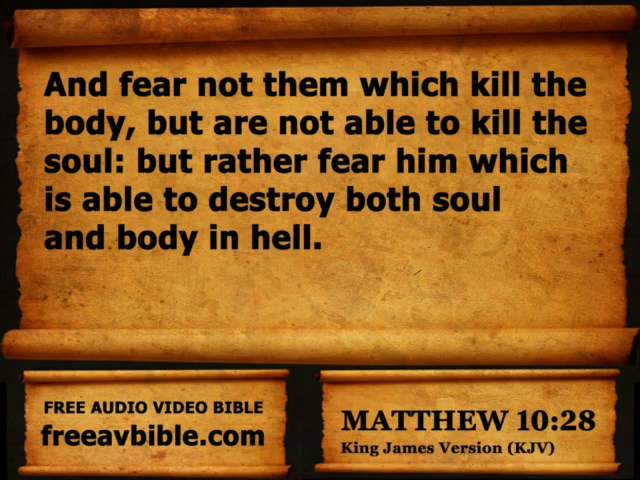 And fear not them which kill the
body, but are not able to kill the
soul: but rather fear him which
is able to destroy both soul
and body in hell.
FREE AUDIO VIDEO BIBLE
freeavbible.com
MATTHEW 10:28
King James Version (KJV)